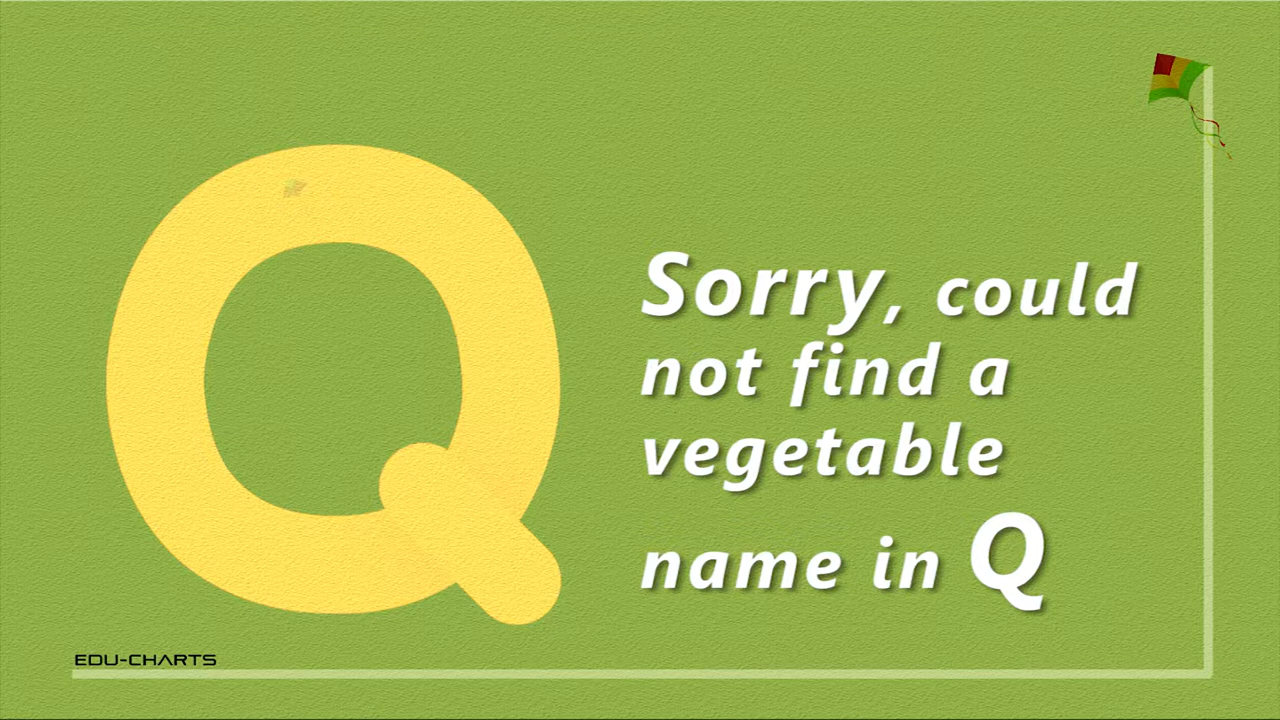 Q
Sorry, could
not find a
vegetable
name in Q
EDU-CHARTS